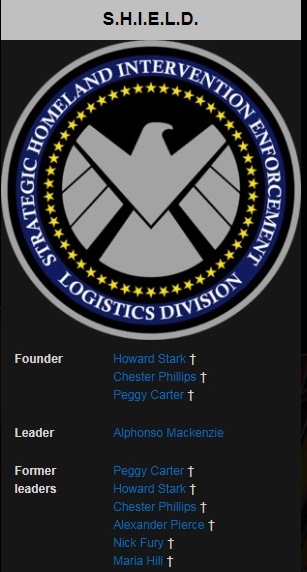 S.H.I.E.L.D.
STRATEGIC HOMELAND INTERVENTION ENFORCEMENT
LOGISTICS DIVISION
Founder Howard Stark †
Chester Phillips †
Peggy Carter †
Leader Alphonso Mackenzie
Former Peggy Carter †
leaders Howard Stark †
Chester Phillips †
Alexander Pierce †
Nick Fury †
Maria Hill †